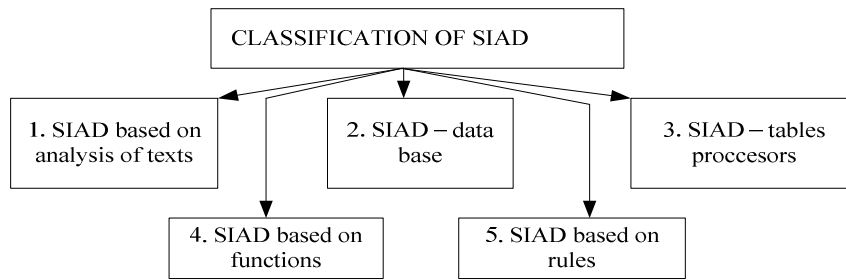 CLASSIFICATION OF SIAD
1. SIAD based on
analysis of texts
2. SIAD – data
base
3. SIAD – tables
proccesors
4. SIAD based on
functions
5. SIAD based on
rules